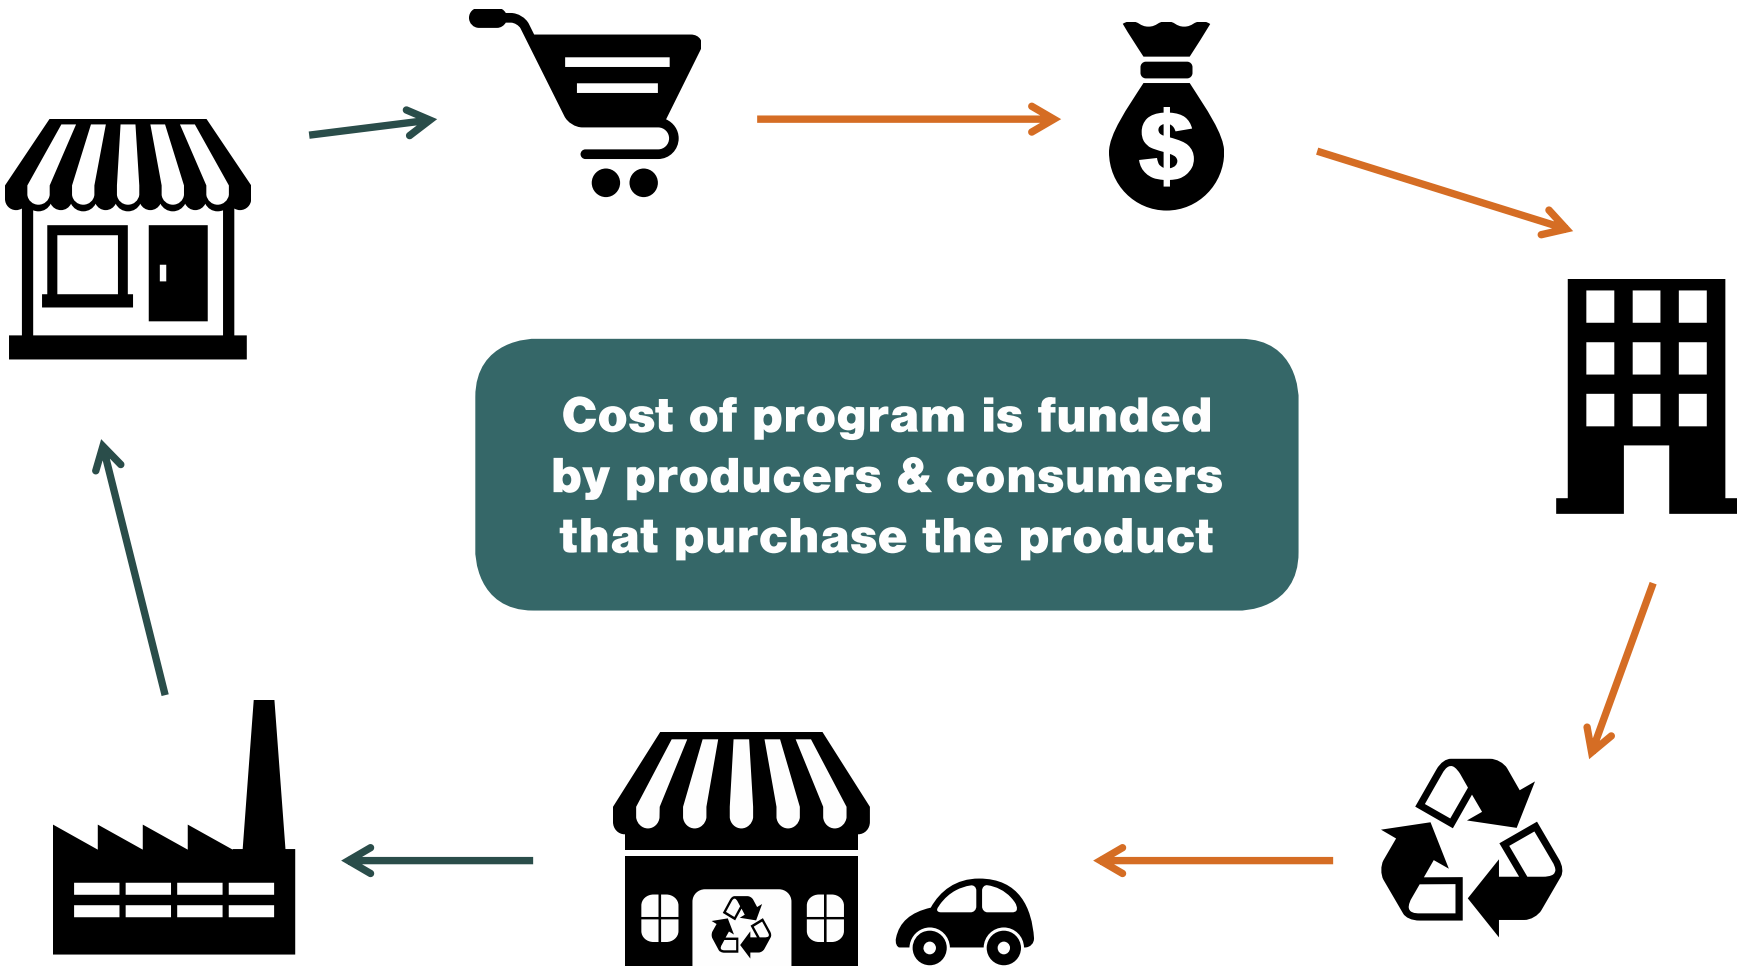 $
Cost of program is funded
by producers & consumers
that purchase the product